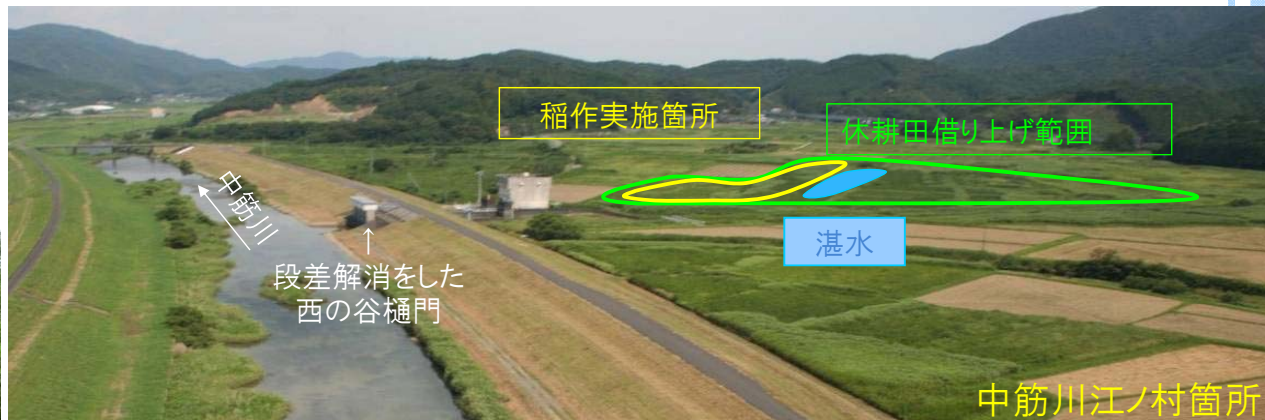 稲作実施箇所
休耕田借り上げ範囲
中筋川
湛水
↑
段差解消をした
西の谷樋門
中筋川江ノ村箇所